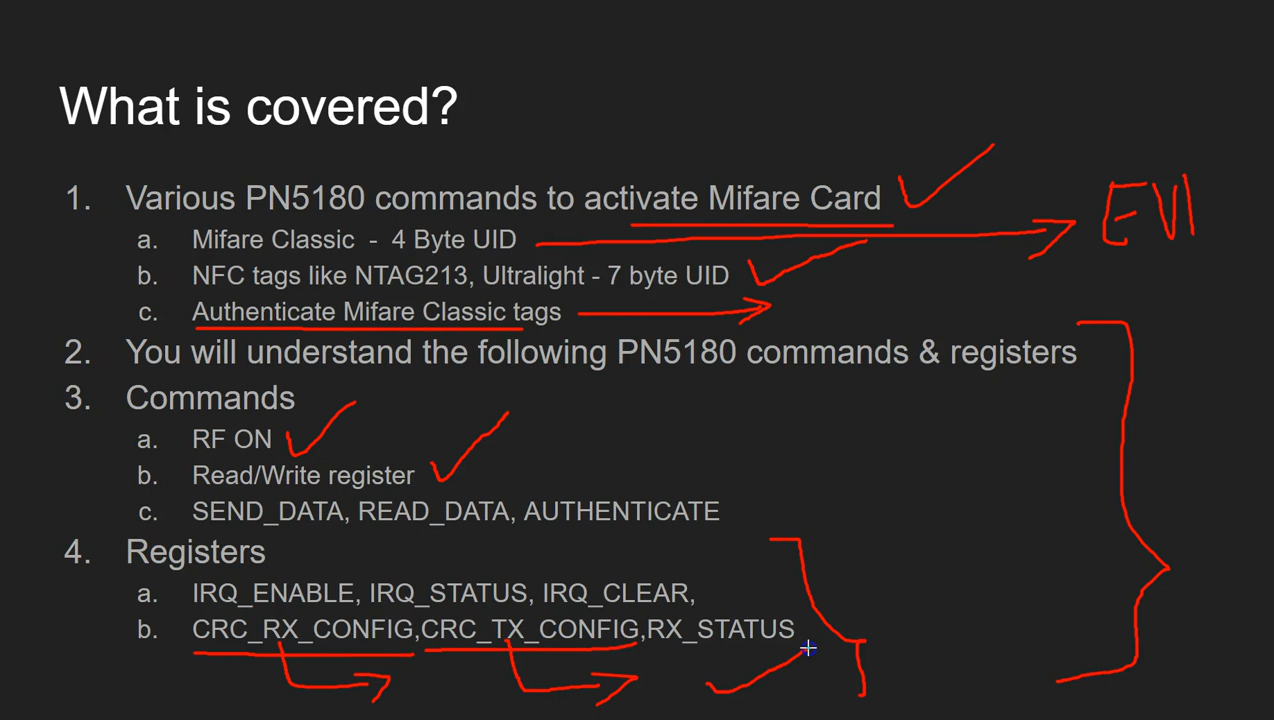 What is covered?
1. Various PN5180 commands to activate Mifare Card
a. Mifare Classic - 4 Byte UID
EV1
b. NFC tags like NTAG213, Ultralight - 7 byte UID
c. Authenticate Mifare Classic tags
2. You will understand the following PN5180 commands & registers
3. Commands
a. RF ON
b. Read/Write register
c. SEND_DATA, READ_DATA, AUTHENTICATE
4. Registers
a. IRQ_ENABLE, IRQ_STATUS, IRQ_CLEAR,
b. CRC_RX_CONFIG,CRC_TX_CONFIG,RX_STATUS